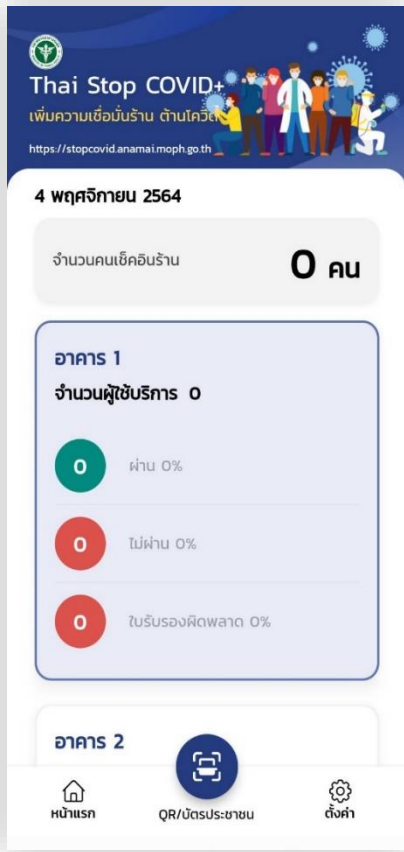 Thai Stop COVID+
เพิ่มความเชื่อมั่นร้าน ต้านโควิด
https://stopcovid.anamai.moph.go.th
4 พฤศจิกายน 2564
จำนวนคนเช็คอินร้าน 0 คน
อาคาร 1
จำนวนผู้ใช้บริการ 0
0 ผ่าน 0%
0 ไม่ผ่าน 0%
0 ใบรับรองผิดพลาด 0%
อาคาร 2
หน้าแรก QR/บัตรประชาชน ตั้งค่า